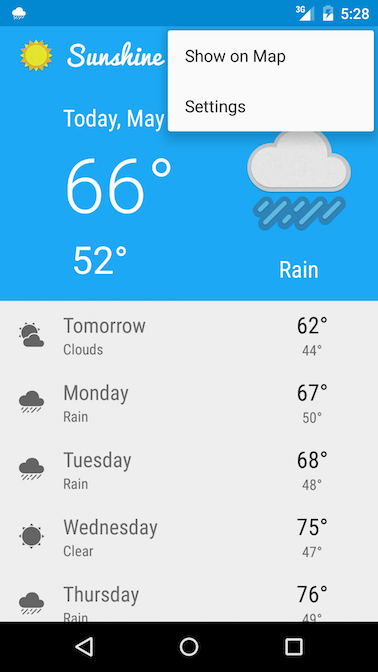 3G 5:28
Sunshine
Show on Map
Settings
Today, May
66°
52°
Rain
Tomorrow 62°
Clouds 44°
Monday 67°
Rain 50°
Tuesday 68°
Rain 48°
Wednesday 75°
Clear 47°
Thursday 76°
Rain 49°